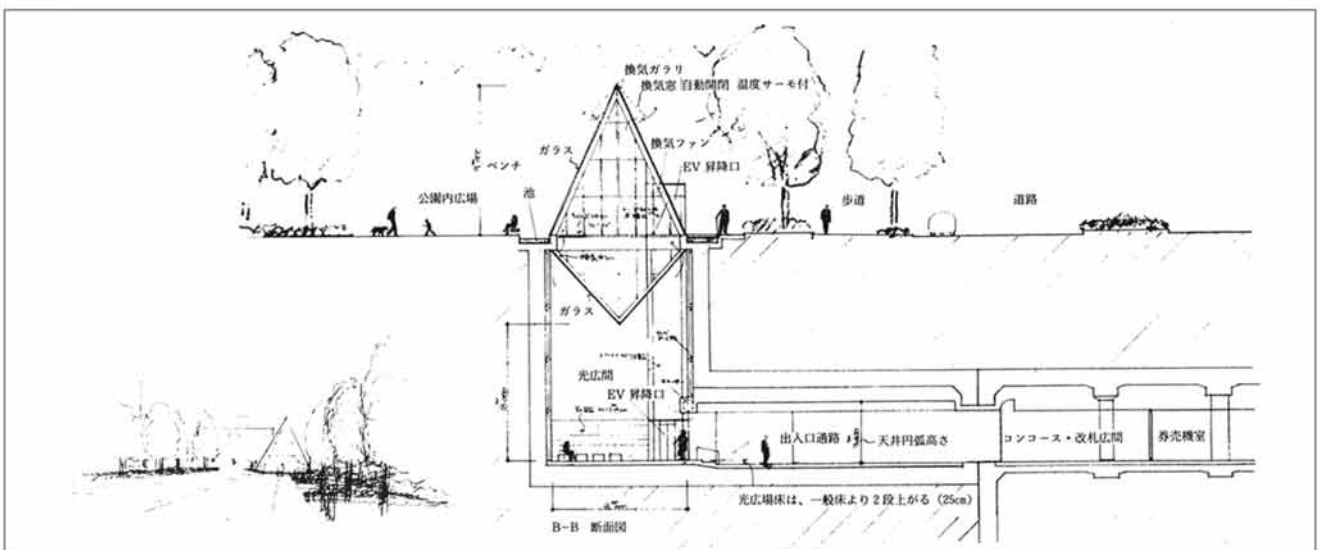 換気ガラリ
換気窓 自動開閉 温度サーモ付
ガラス
換気ファン
ベンチ
EV 昇降口
池
公園内広場
歩道
道路
ガラス
光広間
EV 昇降口
出入口通路
天井円弧高さ
コンコース・改札広間
券売機室
光広場床は、一般床より2段上がる(25cm)
B-B 断面図